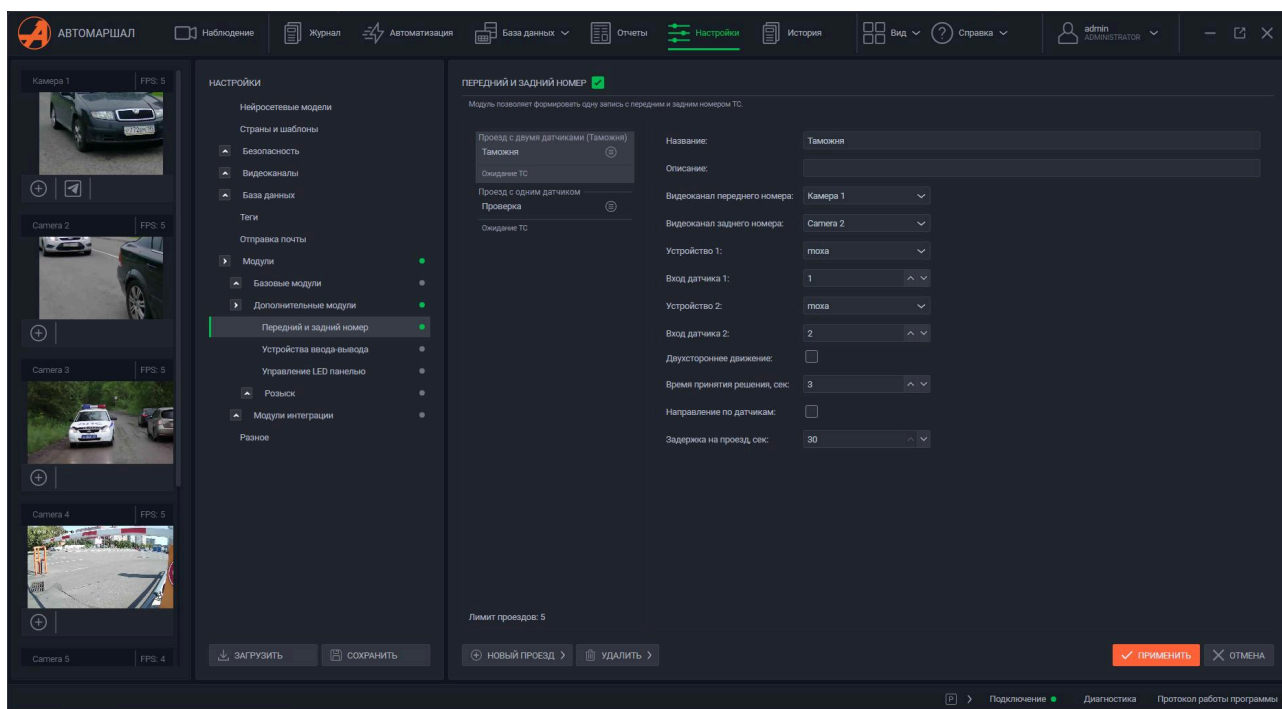 АВТОМАРШАЛ
Наблюдение
Журнал
Автоматизация
База данных
Отчеты
Настройки
История
Вид
Справка
admin
ADMINISTRATOR
Камера 1 FPS: 5
Camera 2 FPS: 5
Camera 3 FPS: 5
Camera 4 FPS: 5
Camera 5 FPS: 4
НАСТРОЙКИ
Нейросетевые модели
Страны и шаблоны
Безопасность
Видеоканалы
База данных
Теги
Отправка почты
Модули
Базовые модули
Дополнительные модули
Передний и задний номер
Устройства ввода-вывода
Управление LED панелью
Розыск
Модули интеграции
Разное
ЗАГРУЗИТЬ
СОХРАНИТЬ
ПЕРЕДНИЙ И ЗАДНИЙ НОМЕР
Модуль позволяет формировать одну запись с передним и задним номером ТС.
Проезд с двумя датчиками (Таможня)
Таможня
Ожидание ТС
Проезд с одним датчиком
Проверка
Ожидание ТС
Лимит проездов: 5
НОВЫЙ ПРОЕЗД
УДАЛИТЬ
Название: Таможня
Описание:
Видеоканал переднего номера: Камера 1
Видеоканал заднего номера: Camera 2
Устройство 1: moxa
Вход датчика 1: 1
Устройство 2: moxa
Вход датчика 2: 2
Двухстороннее движение:
Время принятия решения, сек: 3
Направление по датчикам:
Задержка на проезд, сек: 30
ПРИМЕНИТЬ
ОТМЕНА
P
Подключение
Диагностика
Протокол работы программы